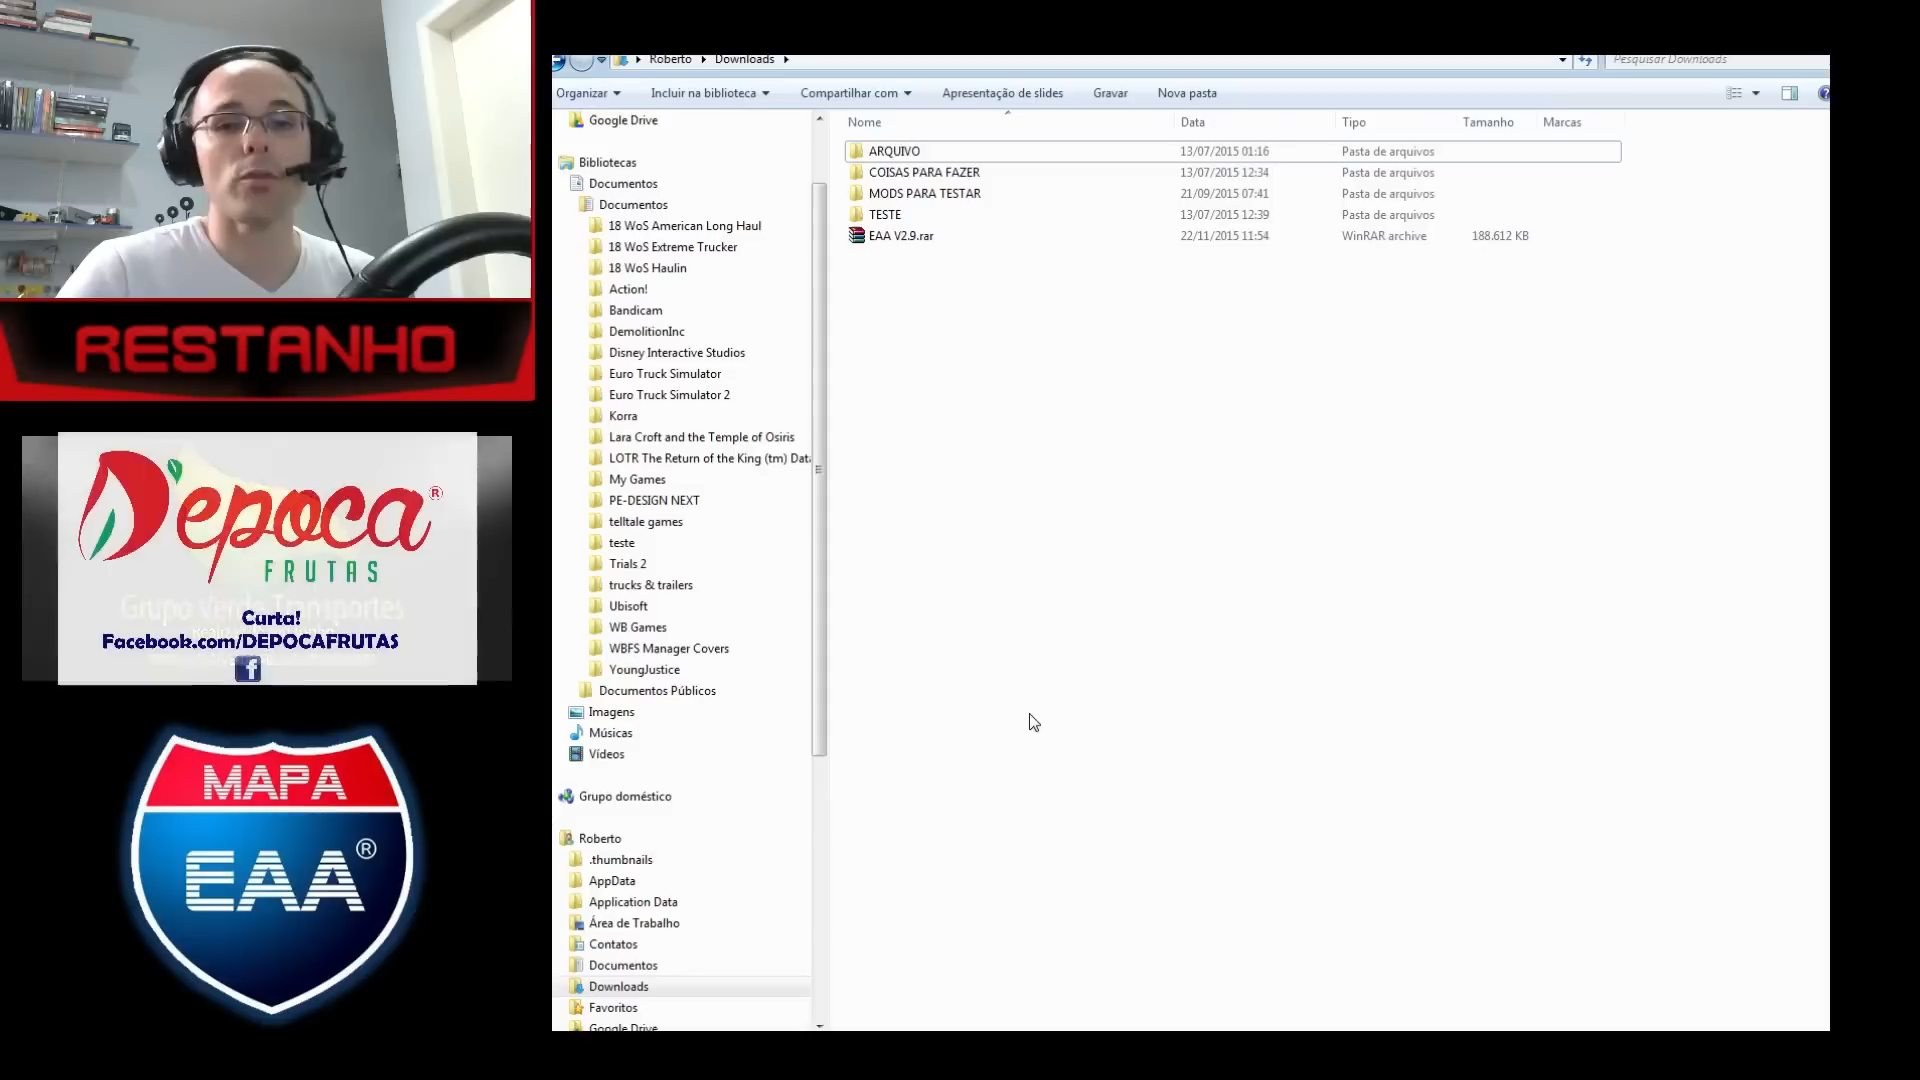 RESTANHO
D'epoca®
FRUTAS
Curta!
Facebook.com/DEPOCAFRUTAS
f
MAPA
EAA®
Roberto
Downloads
Pesquisar Downloads
Organizar
Incluir na biblioteca
Compartilhar com
Apresentação de slides
Gravar
Nova pasta
Google Drive
Bibliotecas
Documentos
Documentos
18 WoS American Long Haul
18 WoS Extreme Trucker
18 WoS Haulin
Action!
Bandicam
DemolitionInc
Disney Interactive Studios
Euro Truck Simulator
Euro Truck Simulator 2
Korra
Lara Croft and the Temple of Osiris
LOTR The Return of the King (tm) Dat
My Games
PE-DESIGN NEXT
telltale games
teste
Trials 2
trucks & trailers
Ubisoft
WB Games
WBFS Manager Covers
YoungJustice
Documentos Públicos
Imagens
Músicas
Vídeos
Grupo doméstico
Roberto
.thumbnails
AppData
Application Data
Área de Trabalho
Contatos
Documentos
Downloads
Favoritos
Google Drive
Nome Data Tipo Tamanho Marcas
ARQUIVO 13/07/2015 01:16 Pasta de arquivos
COISAS PARA FAZER 13/07/2015 12:34 Pasta de arquivos
MODS PARA TESTAR 21/09/2015 07:41 Pasta de arquivos
TESTE 13/07/2015 12:39 Pasta de arquivos
EAA V2.9.rar 22/11/2015 11:54 WinRAR archive 188.612 KB